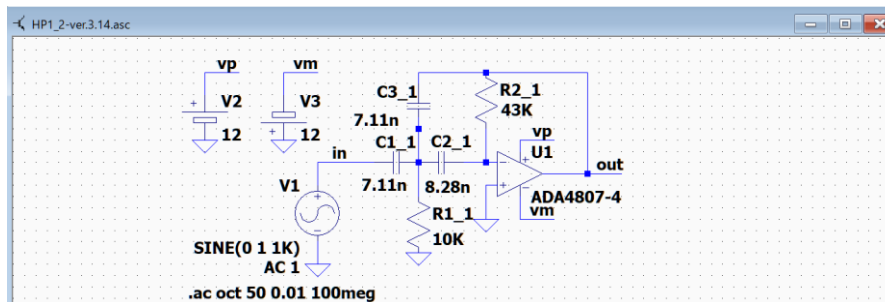 HP1_2-ver.3.14.asc
vp
vm
V2
V3
12
12
C3_1
7.11n
R2_1
43K
in
C1_1
C2_1
7.11n
8.28n
vp
U1
out
ADA4807-4
vm
V1
R1_1
10K
SINE(0 1 1K)
AC 1
.ac oct 50 0.01 100meg